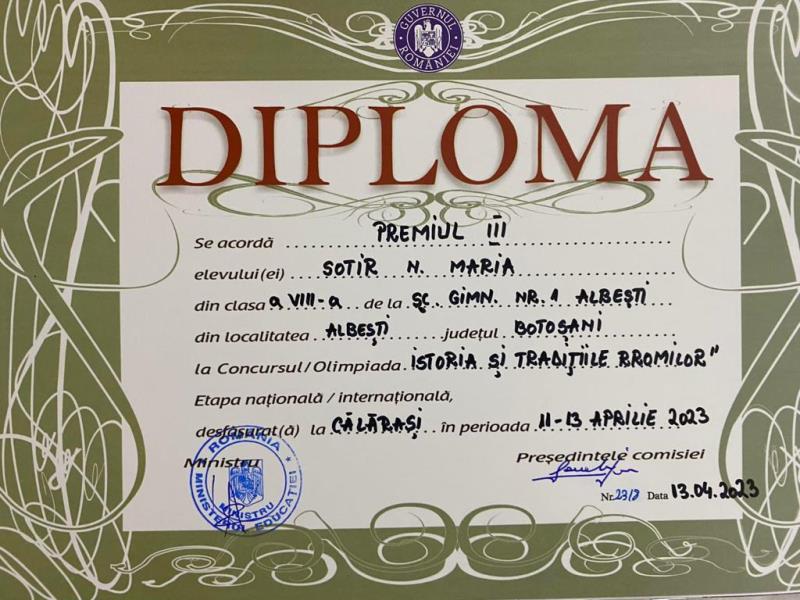 GUVERNUL ROMÂNIEI
DIPLOMA
Se acordă PREMIUL III
elevului(ei) SOTIR N. MARIA
din clasa a VIII-a de la ȘC. GIMN. NR.1 ALBEȘTI
din localitatea ALBEȘTI județul BOTOȘANI
la Concursul/Olimpiada ISTORIA ȘI TRADIȚIILE RROMILOR"
Etapa națională / internațională,
desfășurat(ă) la CĂLĂRAȘI în perioada 11-13 APRILIE 2023
Ministru Președintele comisiei
ROMÂNIA
MINISTERUL EDUCAȚIEI
MINISTRU
Nr. Data 13.04.2023